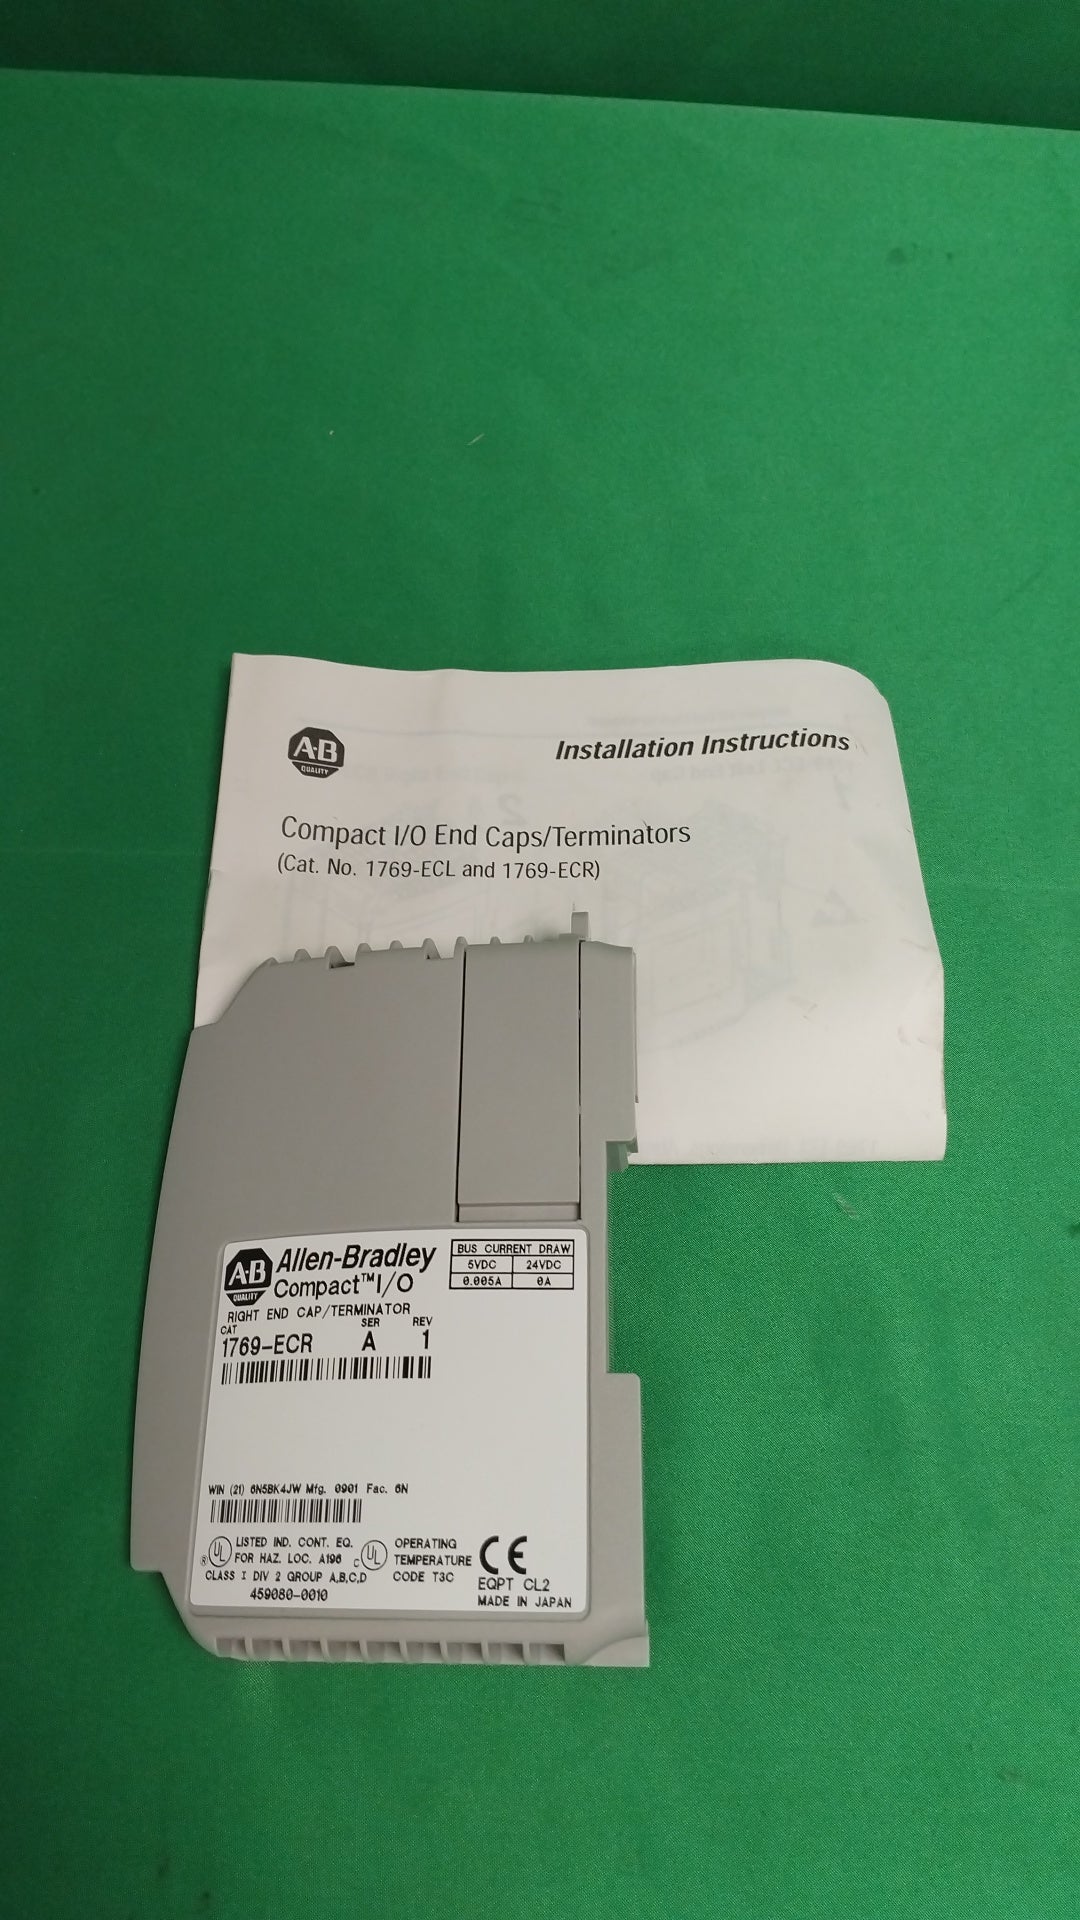 A-B
QUALITY
Installation Instructions
Compact I/O End Caps/Terminators
(Cat. No. 1769-ECL and 1769-ECR)
A-B
QUALITY
Allen-Bradley
Compact™I/O
BUS CURRENT DRAW
5VDC 24VDC
0.005A 0A
RIGHT END CAP/TERMINATOR
CAT SER REV
1769-ECR A 1
WIN (21) 6N5BK4JW Mfg. 0901 Fac. 6N
UL ® LISTED IND. CONT. EQ.
FOR HAZ. LOC. A196
c UL
CLASS I DIV 2 GROUP A,B,C,D
459080-0010
OPERATING
TEMPERATURE
CODE T3C
CE
EQPT CL2
MADE IN JAPAN